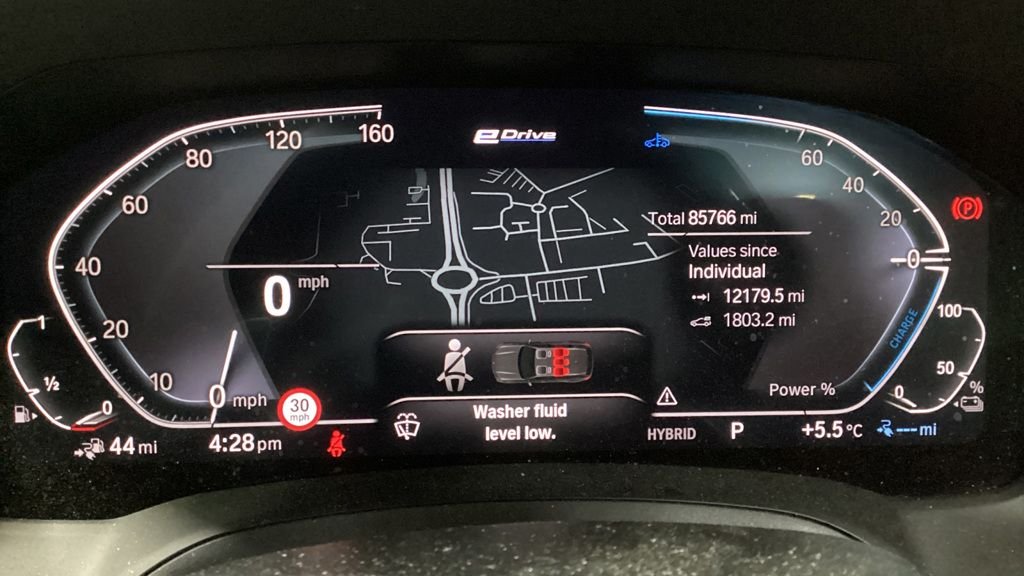 160
120
80
60
40
20
10
0 mph
0 mph
30
mph
1
½
0
44 mi
4:28 pm
eDrive
Total 85766 mi
Values since
Individual
12179.5 mi
1803.2 mi
Washer fluid
level low.
60
40
20
0
CHARGE
Power %
P
100
50
0
%
HYBRID
P
+5.5 °C
--- mi